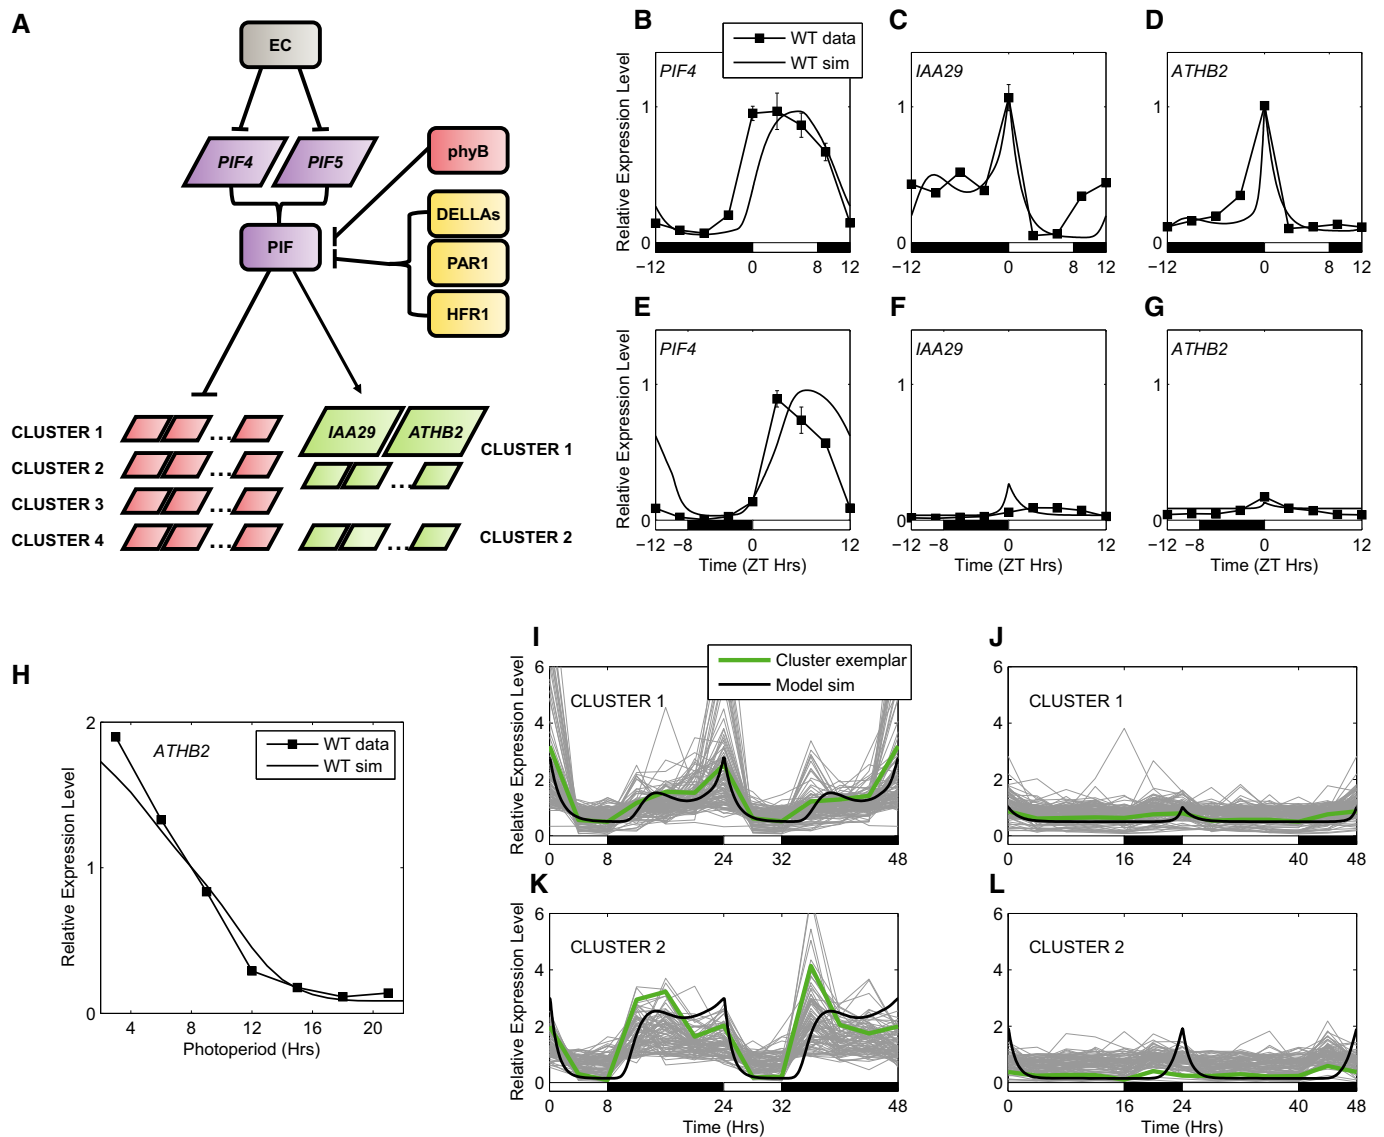 A
EC
PIF4
PIF5
phyB
DELLAs
PIF
PAR1
HFR1
CLUSTER 1
CLUSTER 2
CLUSTER 3
CLUSTER 4
IAA29
ATHB2
CLUSTER 1
CLUSTER 2
...
...
...
...
...
...
B
WT data
WT sim
PIF4
Relative Expression Level
1
0
−12 0 8 12
C
IAA29
1
0
−12 0 8 12
D
ATHB2
1
0
−12 0 8 12
E
PIF4
Relative Expression Level
1
0
−12 −8 0 12
Time (ZT Hrs)
F
IAA29
1
0
−12 −8 0 12
Time (ZT Hrs)
G
ATHB2
1
0
−12 −8 0 12
Time (ZT Hrs)
H
ATHB2
WT data
WT sim
Relative Expression Level
2
1
0
4 8 12 16 20
Photoperiod (Hrs)
I
Cluster exemplar
Model sim
CLUSTER 1
Relative Expression Level
6
4
2
0
0 8 24 32 48
J
CLUSTER 1
6
4
2
0
0 16 24 40 48
K
CLUSTER 2
Relative Expression Level
6
4
2
0
0 8 24 32 48
Time (Hrs)
L
CLUSTER 2
6
4
2
0
0 16 24 40 48
Time (Hrs)